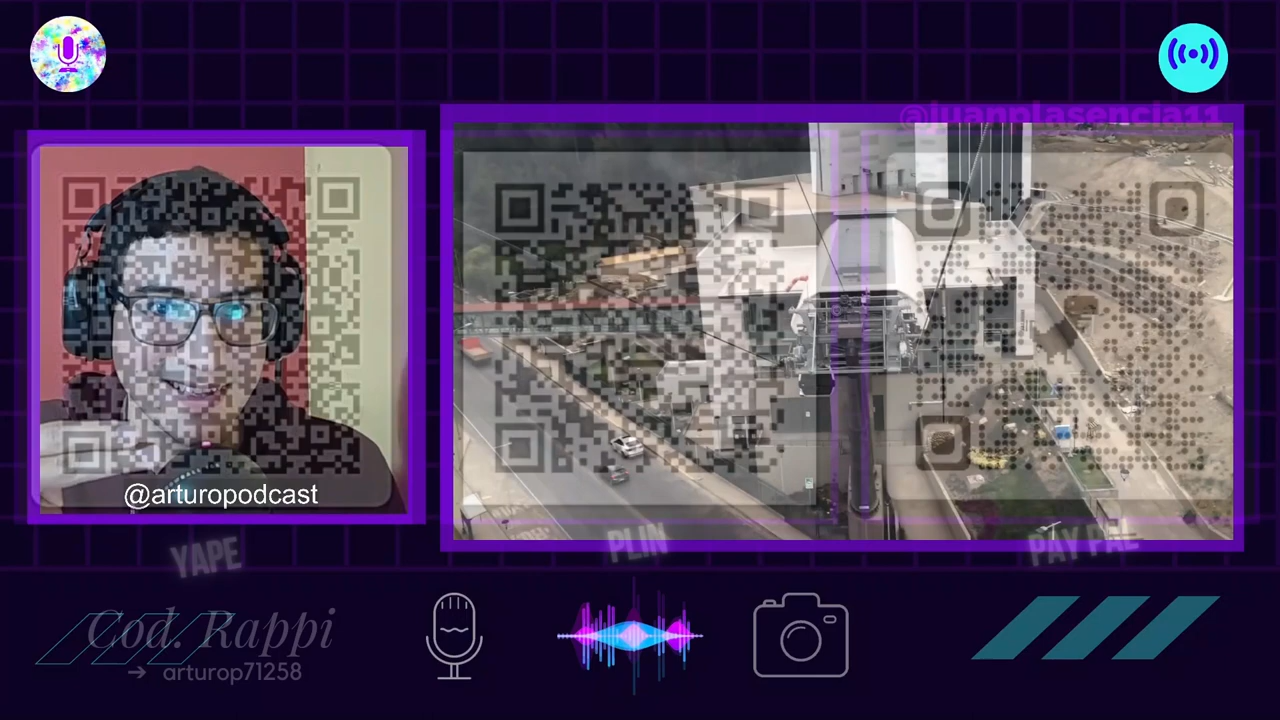 @juanplasencia11
@arturopodcast
YAPE
PLIN
PAY PAL
Cod. Rappi
→ arturop71258